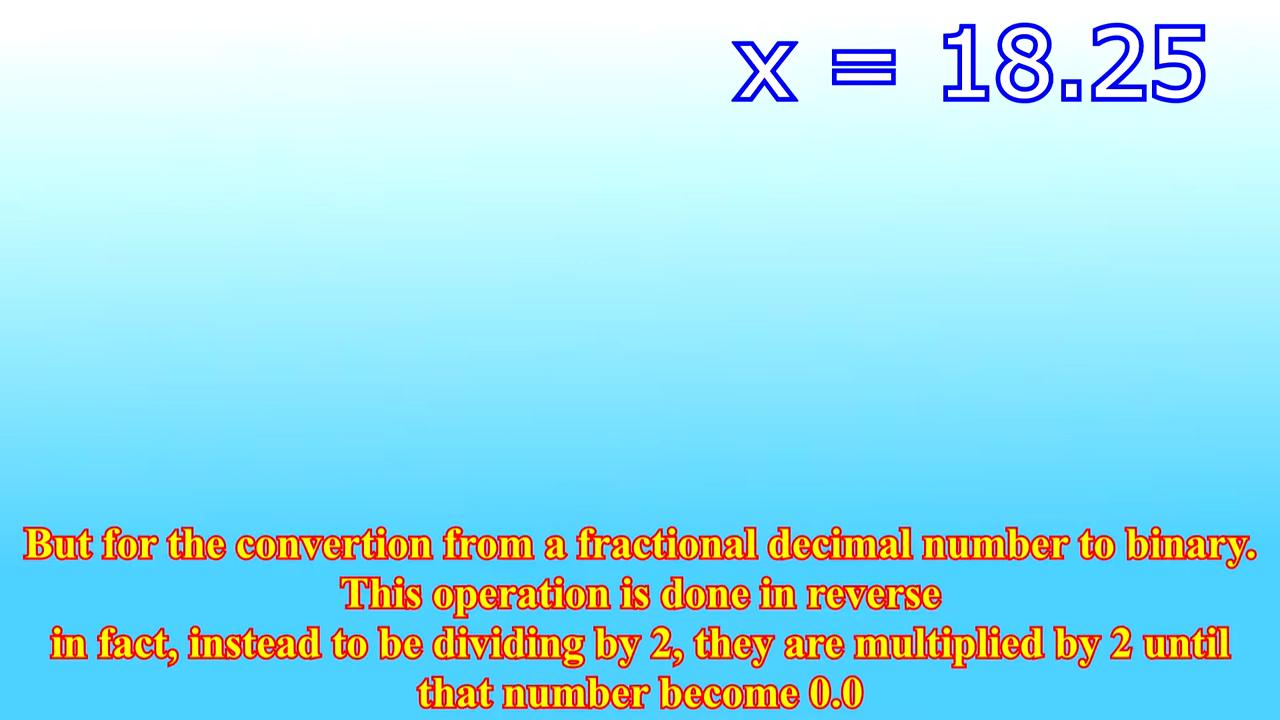 x = 18.25
But for the convertion from a fractional decimal number to binary.
This operation is done in reverse
in fact, instead to be dividing by 2, they are multiplied by 2 until
that number become 0.0